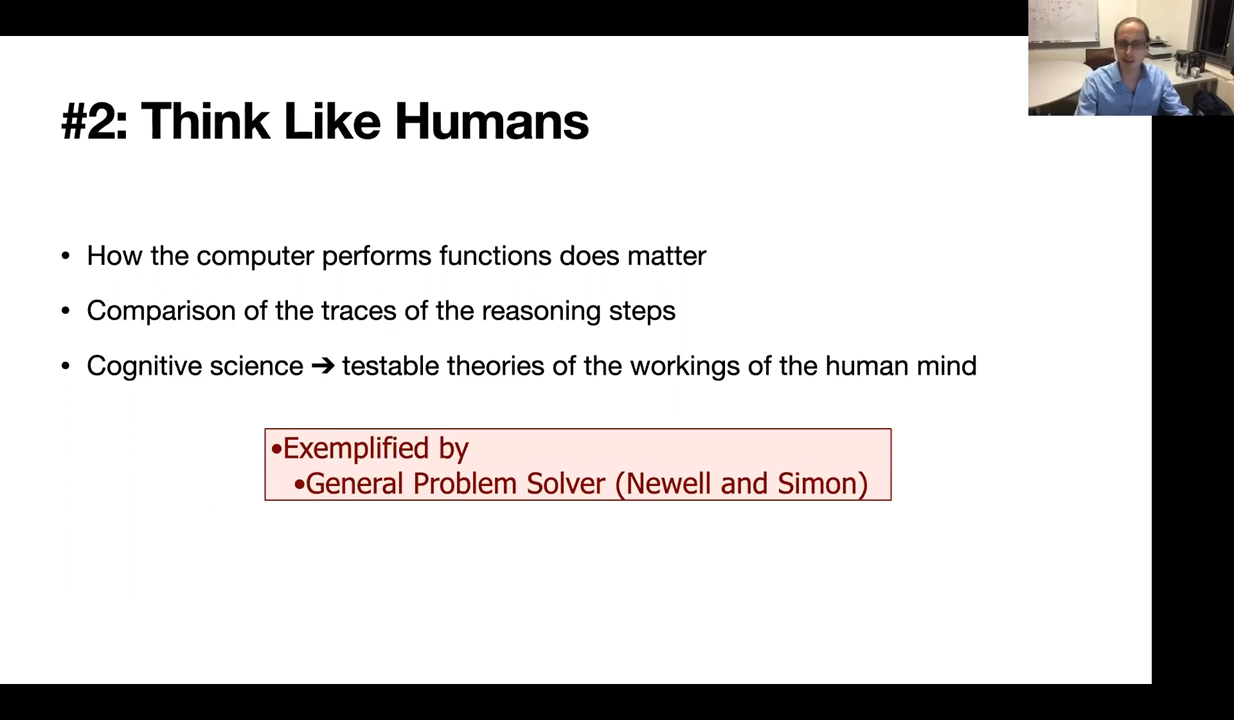 #2: Think Like Humans
• How the computer performs functions does matter
• Comparison of the traces of the reasoning steps
• Cognitive science ➔ testable theories of the workings of the human mind
•Exemplified by
•General Problem Solver (Newell and Simon)